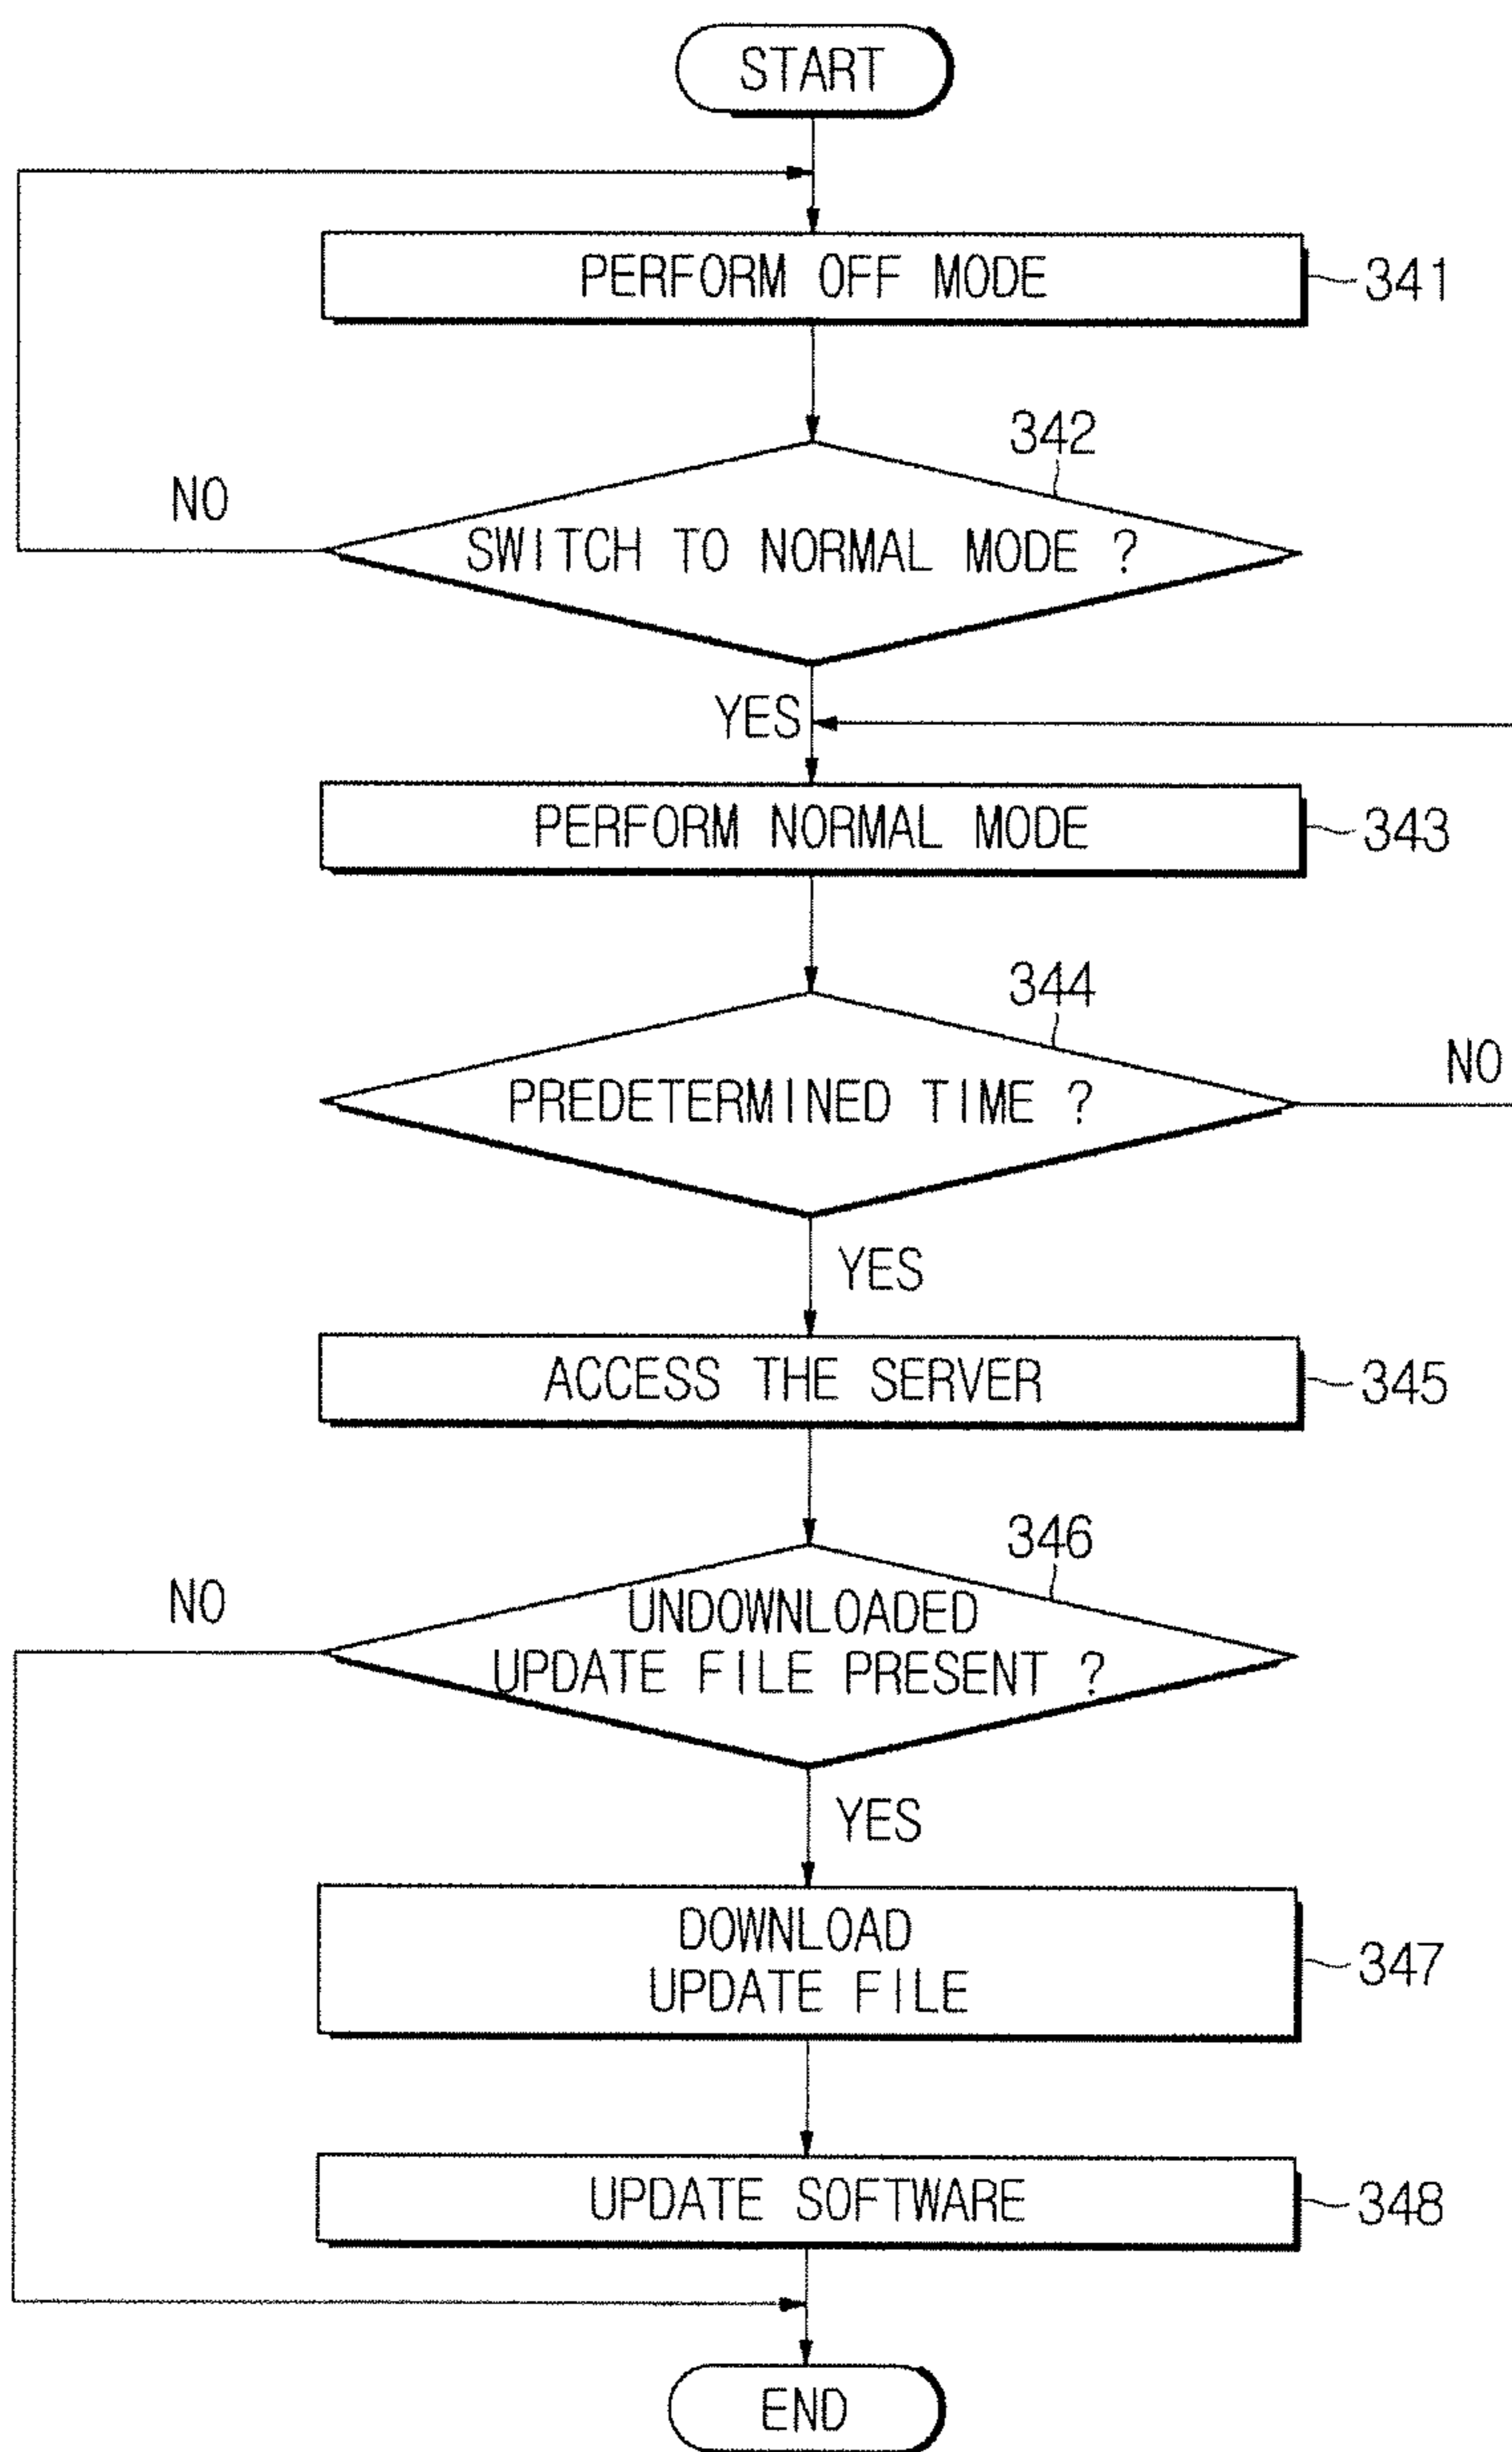 START
PERFORM OFF MODE
341
342
NO
SWITCH TO NORMAL MODE ?
YES
PERFORM NORMAL MODE
343
344
NO
PREDETERMINED TIME ?
YES
ACCESS THE SERVER
345
346
NO
UNDOWNLOADED
UPDATE FILE PRESENT ?
YES
DOWNLOAD
UPDATE FILE
347
UPDATE SOFTWARE
348
END